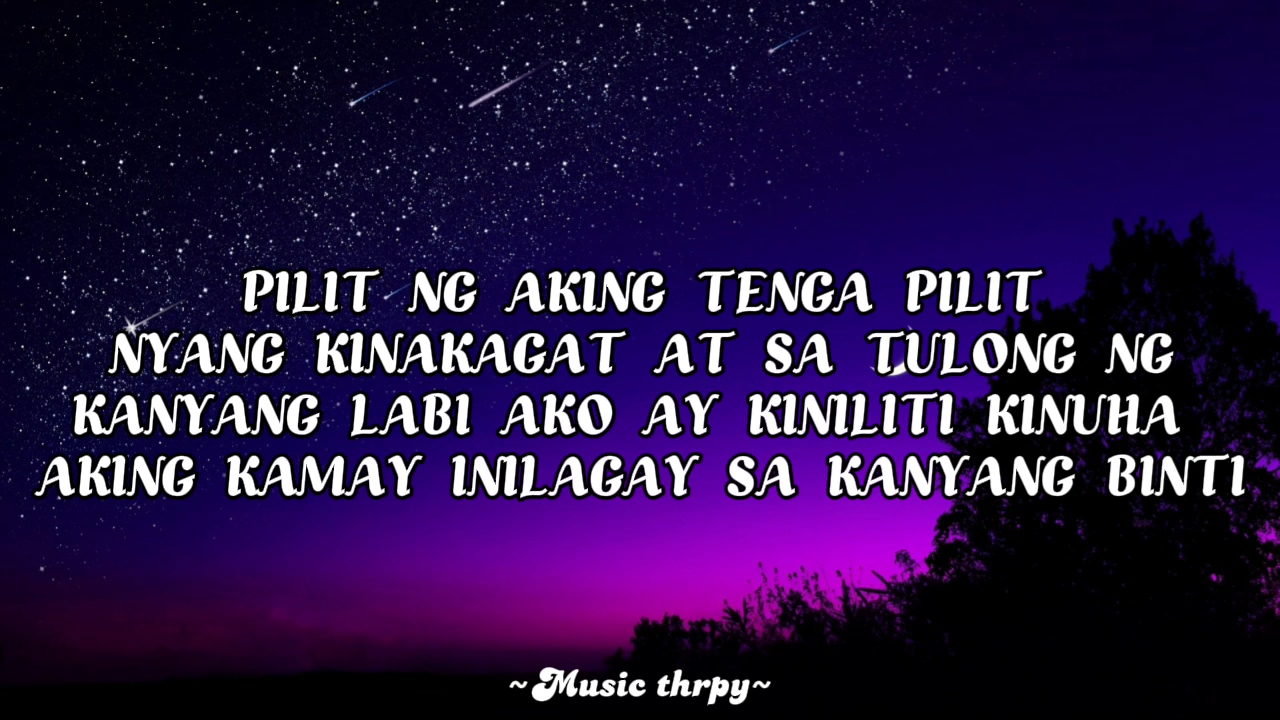 PILIT NG AKING TENGA PILIT
NYANG KINAKAGAT AT SA TULONG NG
KANYANG LABI AKO AY KINILITI KINUHA
AKING KAMAY INILAGAY SA KANYANG BINTI
~Music thrpy~